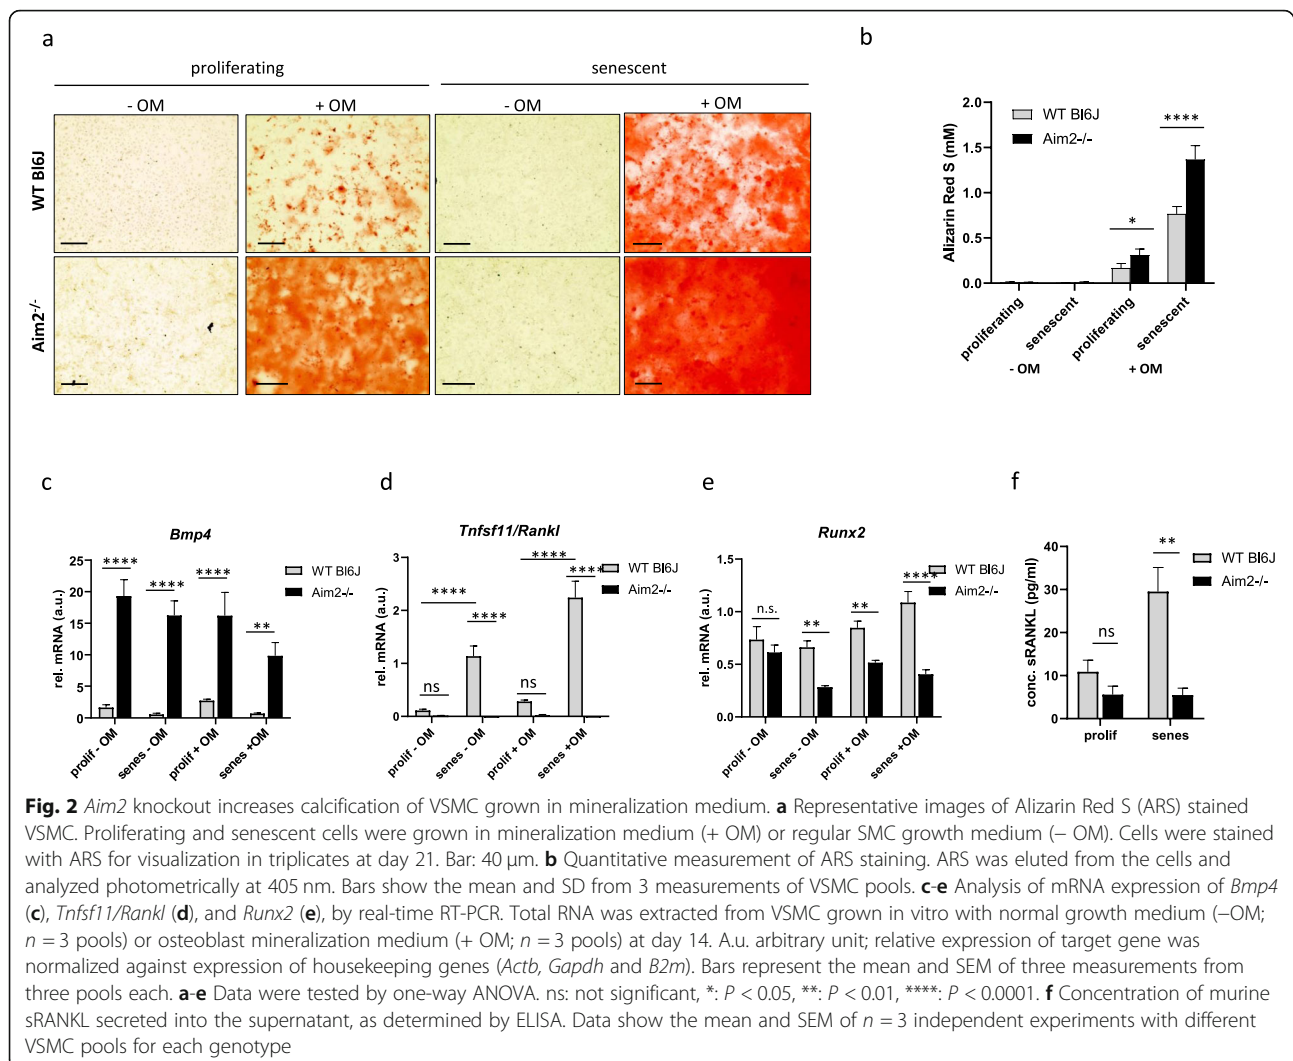 a
proliferating
senescent
- OM
+ OM
- OM
+ OM
WT Bl6J
Aim2-/-
b
Alizarin Red S (mM)
2.0
1.5
1.0
0.5
0.0
WT Bl6J
Aim2-/-
*
****
proliferating
senescent
proliferating
senescent
- OM
+ OM
c
Bmp4
rel. mRNA (a.u.)
25
20
15
10
5
0
WT Bl6J
Aim2-/-
****
****
****
**
prolif - OM
senes - OM
prolif + OM
senes +OM
d
Tnfsf11/Rankl
rel. mRNA (a.u.)
3
2
1
0
WT Bl6J
Aim2-/-
ns
****
****
ns
****
****
prolif - OM
senes - OM
prolif + OM
senes +OM
e
Runx2
rel. mRNA (a.u.)
1.5
1.0
0.5
0.0
WT Bl6J
Aim2-/-
n.s.
**
**
****
prolif - OM
senes - OM
prolif + OM
senes +OM
f
conc. sRANKL (pg/ml)
40
30
20
10
0
WT Bl6J
Aim2-/-
ns
**
prolif
senes
Fig. 2 Aim2 knockout increases calcification of VSMC grown in mineralization medium. a Representative images of Alizarin Red S (ARS) stained
VSMC. Proliferating and senescent cells were grown in mineralization medium (+ OM) or regular SMC growth medium (− OM). Cells were stained
with ARS for visualization in triplicates at day 21. Bar: 40 μm. b Quantitative measurement of ARS staining. ARS was eluted from the cells and
analyzed photometrically at 405 nm. Bars show the mean and SD from 3 measurements of VSMC pools. c-e Analysis of mRNA expression of Bmp4
(c), Tnfsf11/Rankl (d), and Runx2 (e), by real-time RT-PCR. Total RNA was extracted from VSMC grown in vitro with normal growth medium (−OM;
n = 3 pools) or osteoblast mineralization medium (+ OM; n = 3 pools) at day 14. A.u. arbitrary unit; relative expression of target gene was
normalized against expression of housekeeping genes (Actb, Gapdh and B2m). Bars represent the mean and SEM of three measurements from
three pools each. a-e Data were tested by one-way ANOVA. ns: not significant, *: P < 0.05, **: P < 0.01, ****: P < 0.0001. f Concentration of murine
sRANKL secreted into the supernatant, as determined by ELISA. Data show the mean and SEM of n = 3 independent experiments with different
VSMC pools for each genotype